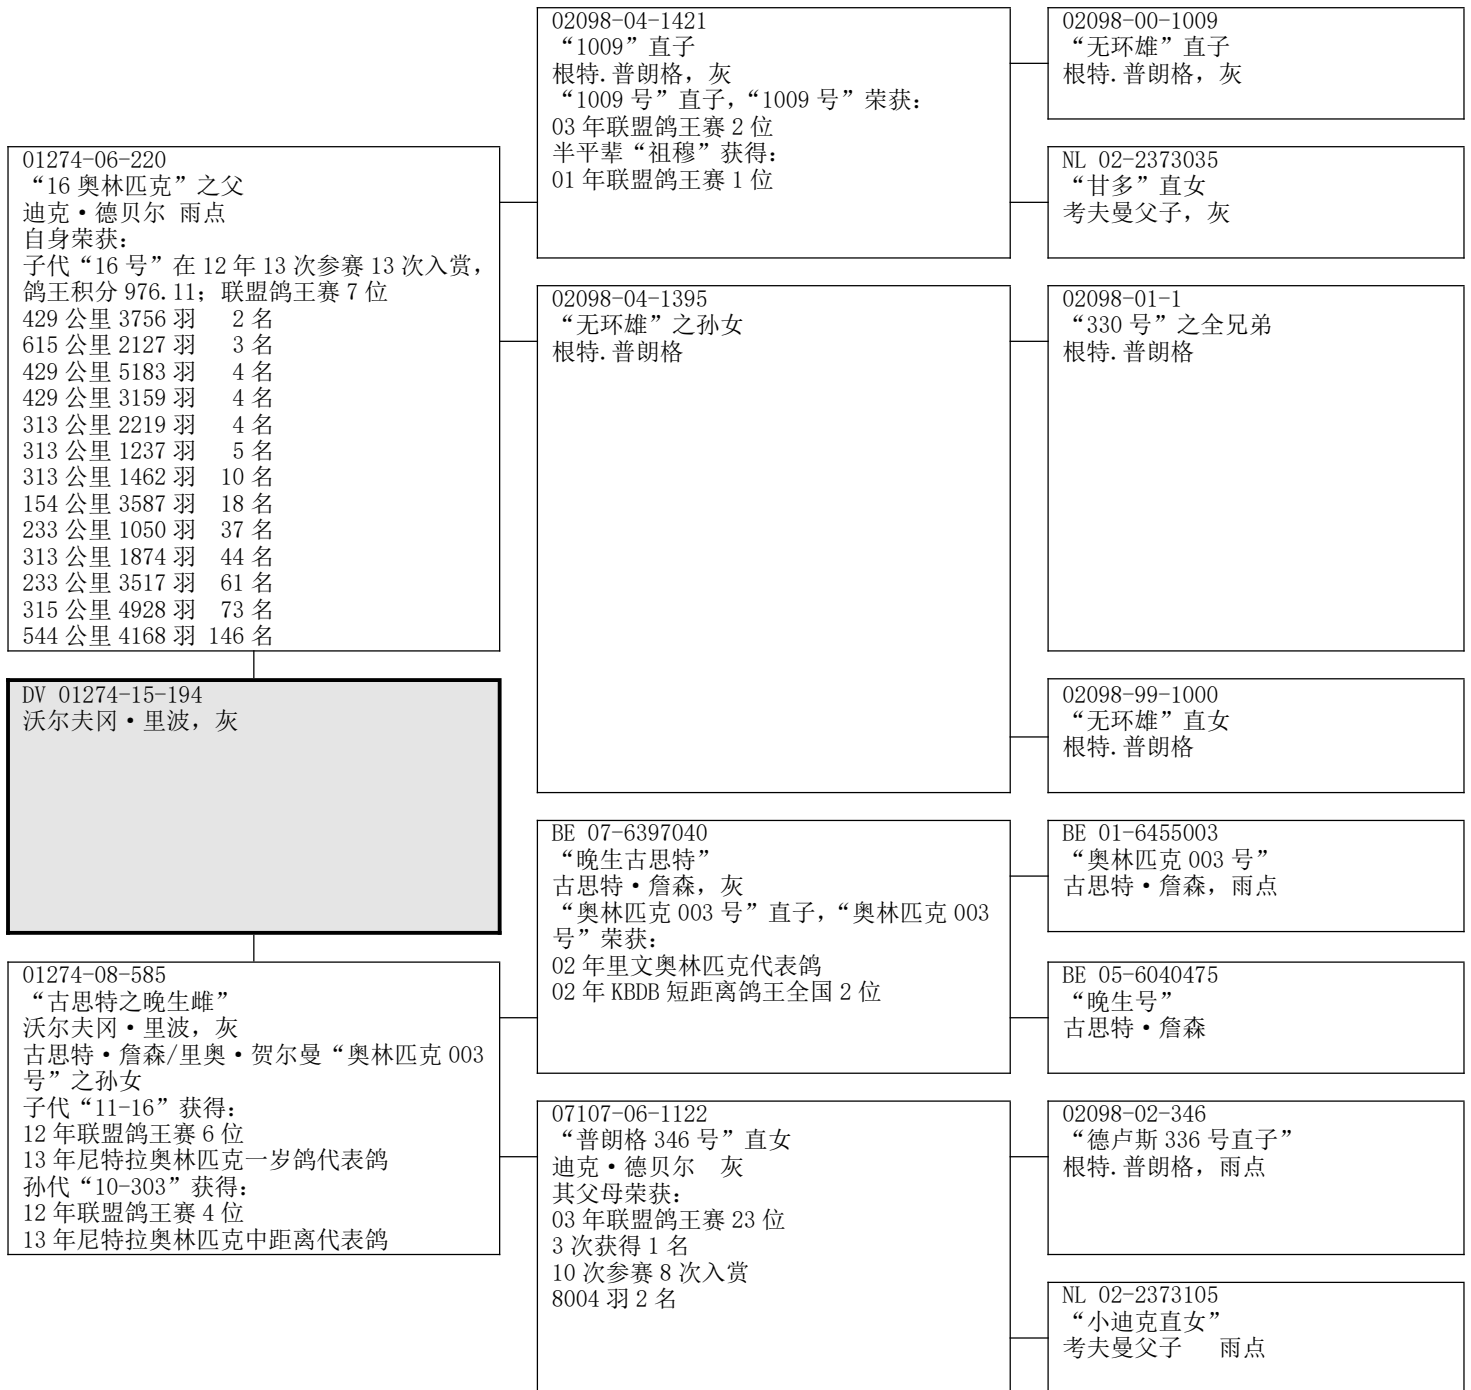 01274-06-220
“16 奥林匹克”之父
迪克•德贝尔 雨点
自身荣获：
子代“16 号”在 12 年 13 次参赛 13 次入赏，
鸽王积分 976.11；联盟鸽王赛 7 位
429 公里 3756 羽 2 名
615 公里 2127 羽 3 名
429 公里 5183 羽 4 名
429 公里 3159 羽 4 名
313 公里 2219 羽 4 名
313 公里 1237 羽 5 名
313 公里 1462 羽 10 名
154 公里 3587 羽 18 名
233 公里 1050 羽 37 名
313 公里 1874 羽 44 名
233 公里 3517 羽 61 名
315 公里 4928 羽 73 名
544 公里 4168 羽 146 名
DV 01274-15-194
沃尔夫冈•里波，灰
01274-08-585
“古思特之晚生雌”
沃尔夫冈•里波，灰
古思特•詹森/里奥•贺尔曼“奥林匹克 003
号”之孙女
子代“11-16”获得：
12 年联盟鸽王赛 6 位
13 年尼特拉奥林匹克一岁鸽代表鸽
孙代“10-303”获得：
12 年联盟鸽王赛 4 位
13 年尼特拉奥林匹克中距离代表鸽
02098-04-1421
“1009”直子
根特.普朗格，灰
“1009 号”直子，“1009 号”荣获：
03 年联盟鸽王赛 2 位
半平辈“祖穆”获得：
01 年联盟鸽王赛 1 位
02098-04-1395
“无环雄”之孙女
根特.普朗格
BE 07-6397040
“晚生古思特”
古思特•詹森，灰
“奥林匹克 003 号”直子，“奥林匹克 003
号”荣获：
02 年里文奥林匹克代表鸽
02 年 KBDB 短距离鸽王全国 2 位
07107-06-1122
“普朗格 346 号”直女
迪克•德贝尔 灰
其父母荣获：
03 年联盟鸽王赛 23 位
3 次获得 1 名
10 次参赛 8 次入赏
8004 羽 2 名
02098-00-1009
“无环雄”直子
根特.普朗格，灰
NL 02-2373035
“甘多”直女
考夫曼父子，灰
02098-01-1
“330 号”之全兄弟
根特.普朗格
02098-99-1000
“无环雄”直女
根特.普朗格
BE 01-6455003
“奥林匹克 003 号”
古思特•詹森，雨点
BE 05-6040475
“晚生号”
古思特•詹森
02098-02-346
“德卢斯 336 号直子”
根特.普朗格，雨点
NL 02-2373105
“小迪克直女”
考夫曼父子 雨点